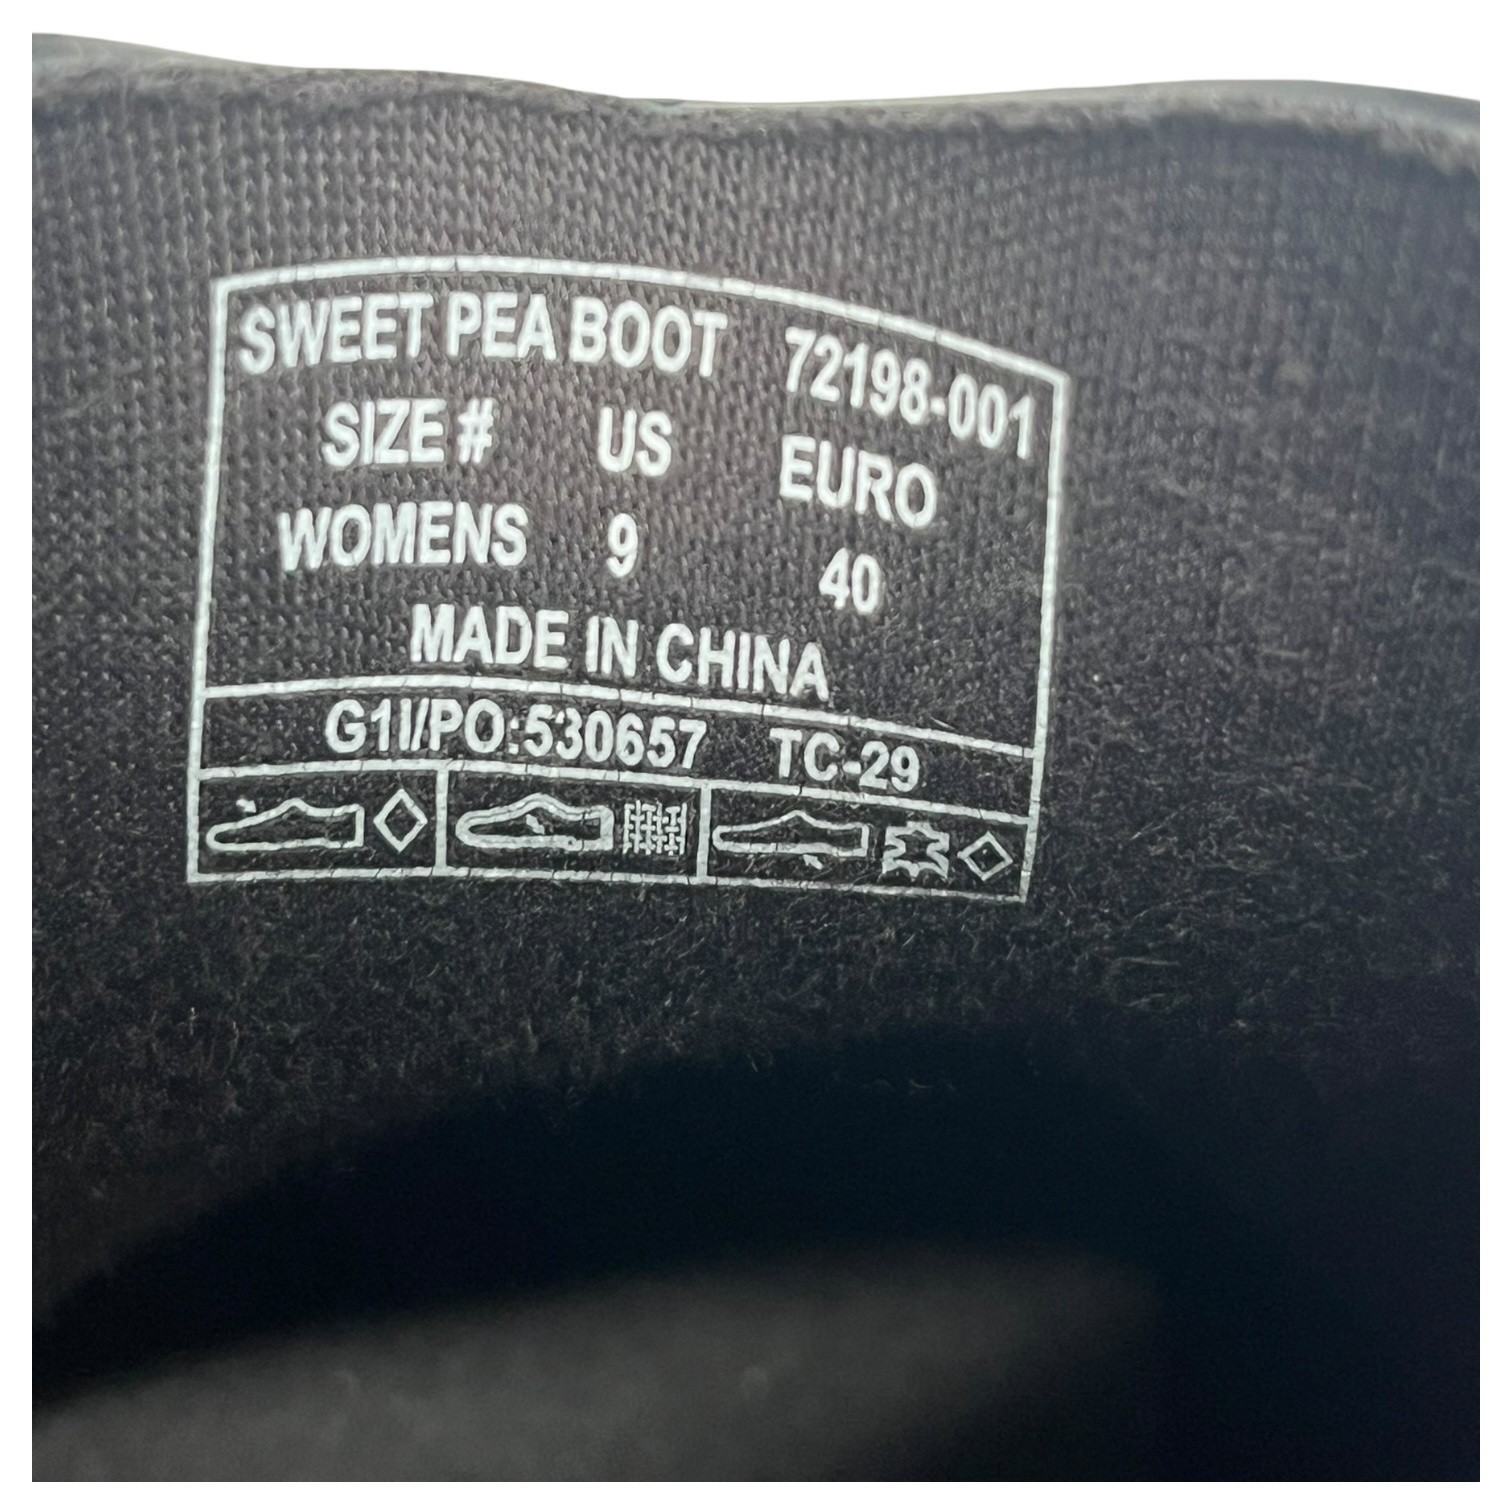 SWEET PEA BOOT 72198-001
SIZE # US EURO
WOMENS 9 40
MADE IN CHINA
G1I/PO:530657 TC-29